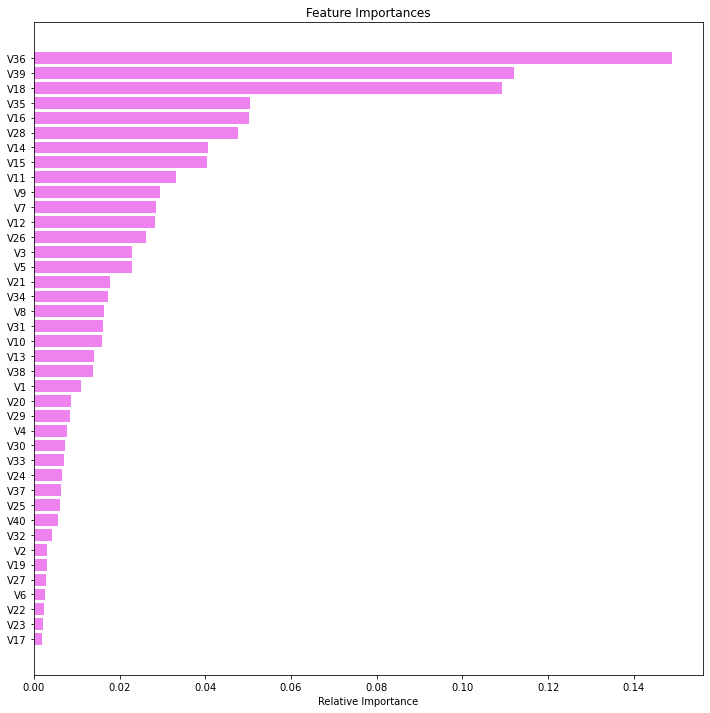 Feature Importances
V36
V39
V18
V35
V16
V28
V14
V15
V11
V9
V7
V12
V26
V3
V5
V21
V34
V8
V31
V10
V13
V38
V1
V20
V29
V4
V30
V33
V24
V37
V25
V40
V32
V2
V19
V27
V6
V22
V23
V17
0.00 0.02 0.04 0.06 0.08 0.10 0.12 0.14
Relative Importance